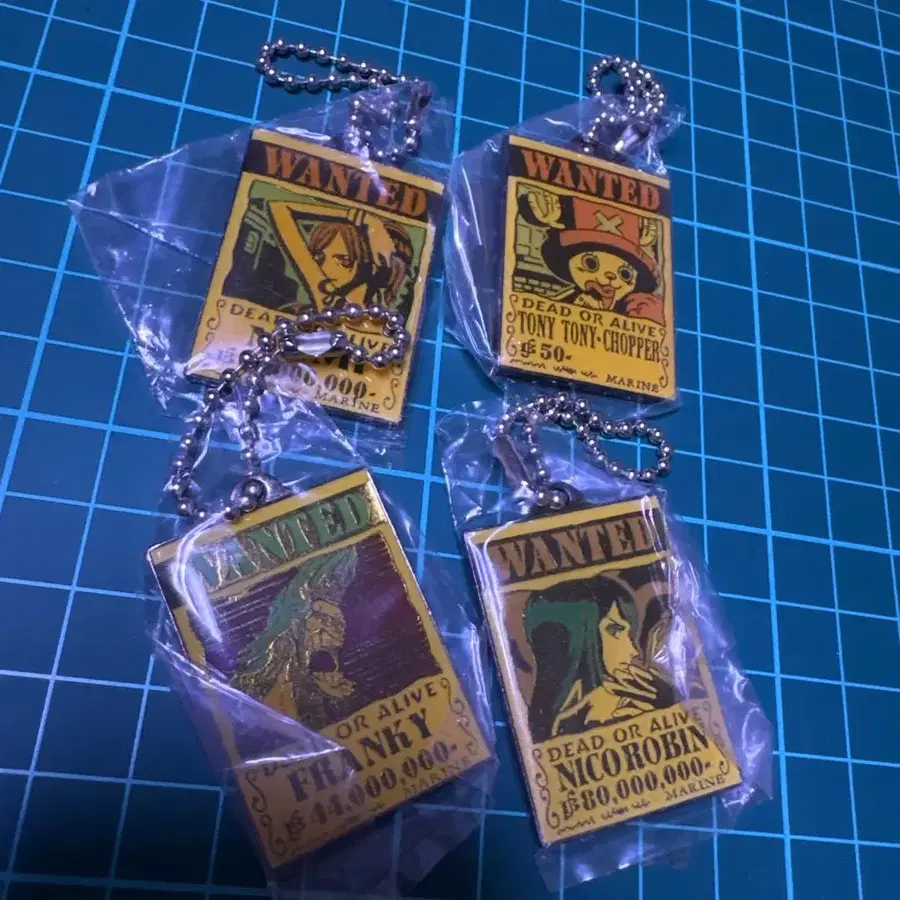 WANTED
DEAD OR ALIVE
MARINE
WANTED
DEAD OR ALIVE
TONY TONY·CHOPPER
฿50-
MARINE
WANTED
DEAD OR ALIVE
FRANKY
฿44,000,000-
MARINE
WANTED
DEAD OR ALIVE
NICO ROBIN
฿80,000,000-
MARINE